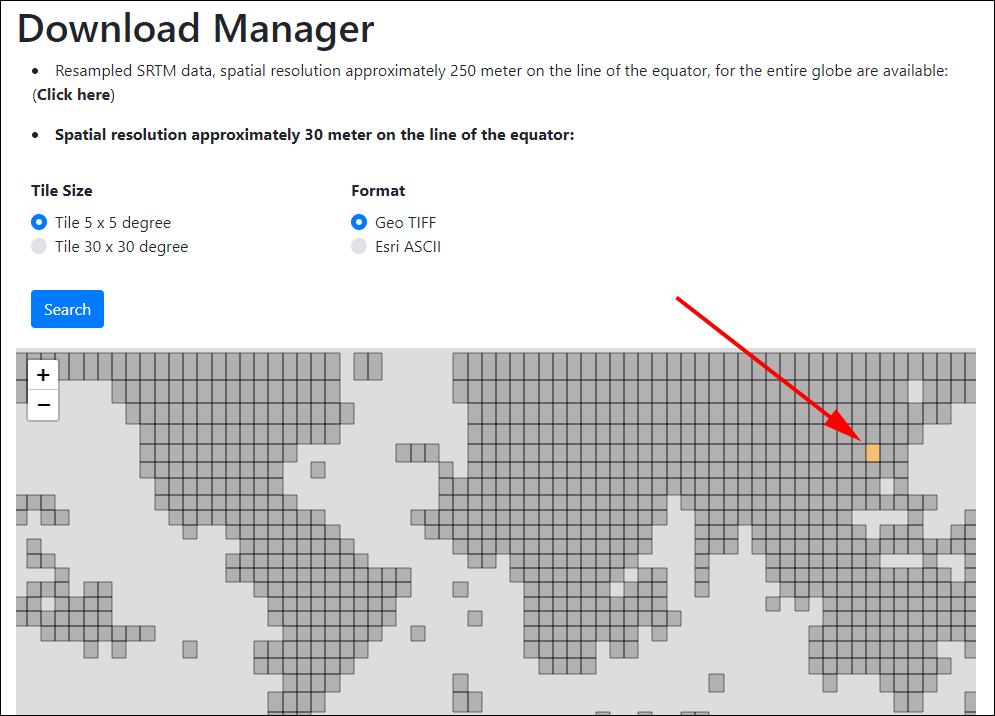 Download Manager
• Resampled SRTM data, spatial resolution approximately 250 meter on the line of the equator, for the entire globe are available:
(Click here)
• Spatial resolution approximately 30 meter on the line of the equator:
Tile Size Format
Tile 5 x 5 degree Geo TIFF
Tile 30 x 30 degree Esri ASCII
Search
+
−